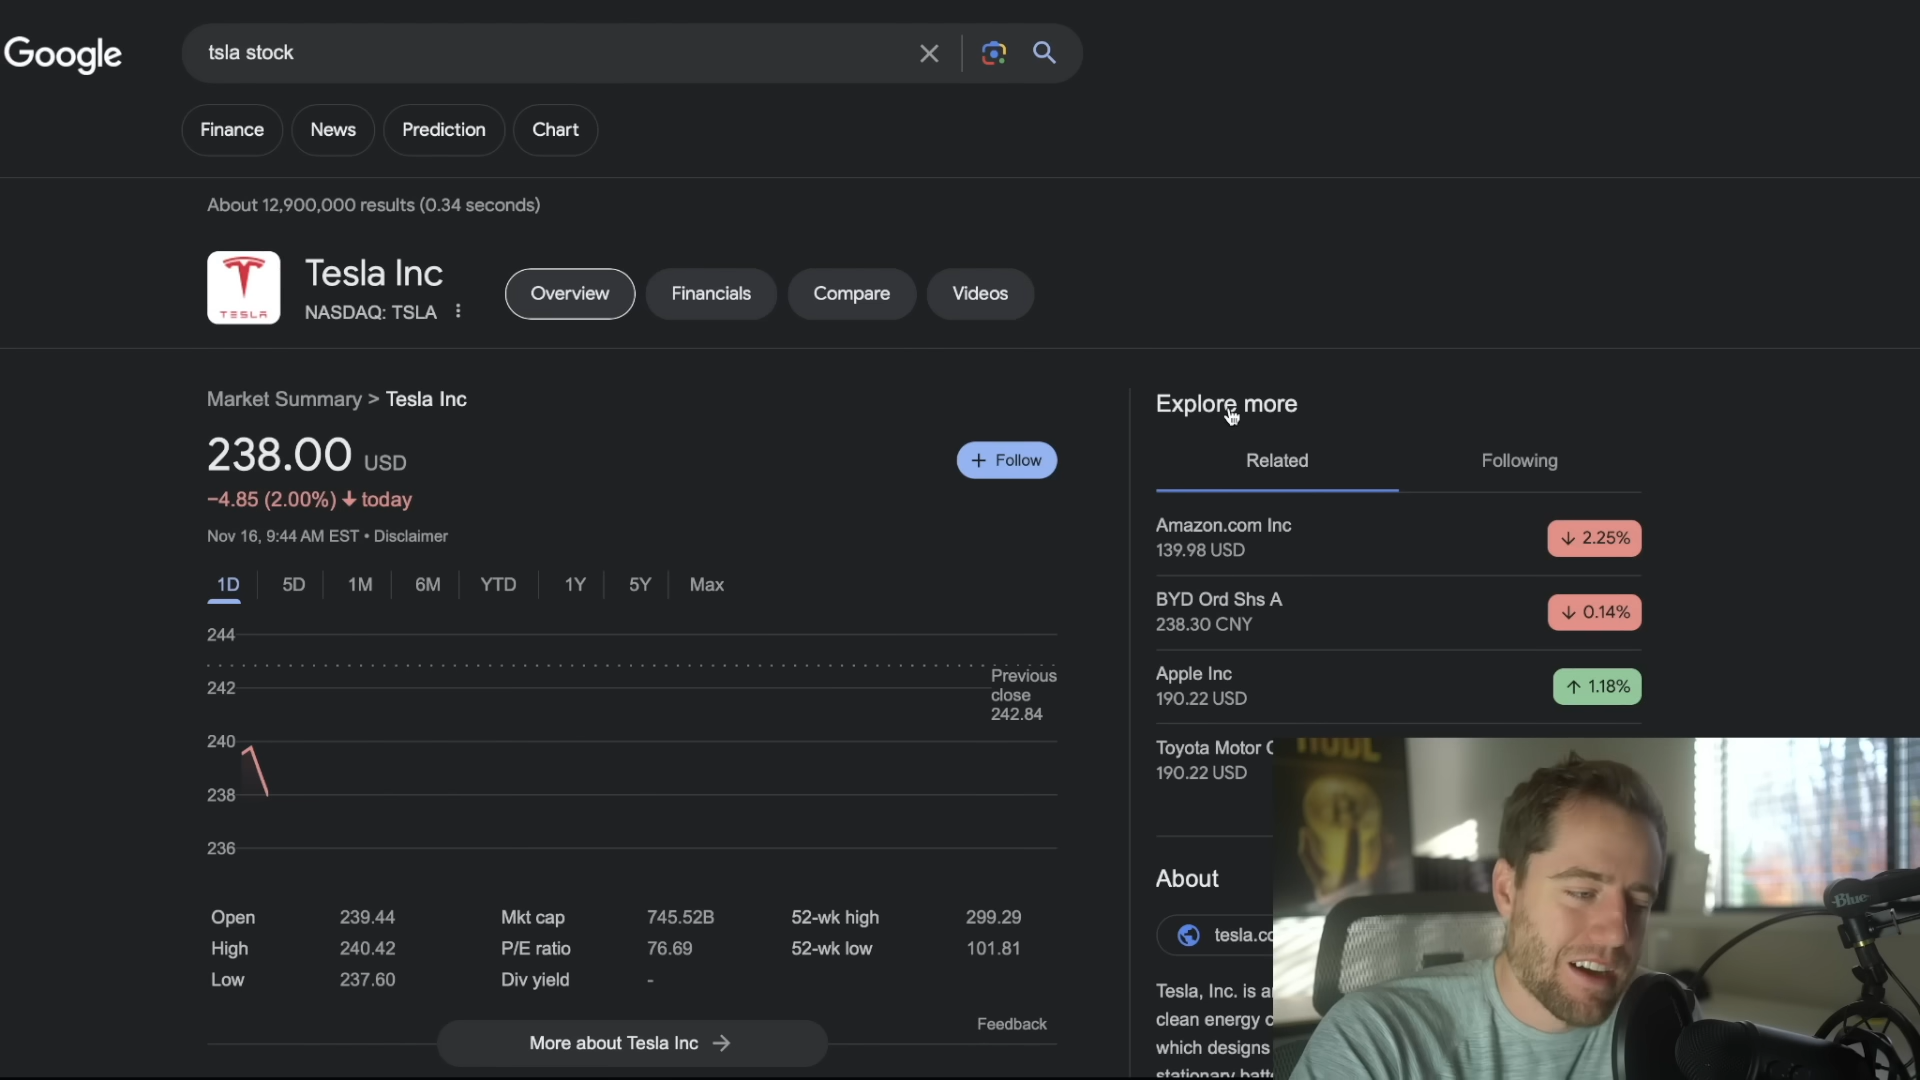 Google
tsla stock
Finance
News
Prediction
Chart
About 12,900,000 results (0.34 seconds)
TESLA
Tesla Inc
NASDAQ: TSLA
Overview
Financials
Compare
Videos
Market Summary > Tesla Inc
238.00 USD
−4.85 (2.00%) ↓ today
Nov 16, 9:44 AM EST • Disclaimer
+ Follow
1D 5D 1M 6M YTD 1Y 5Y Max
244
242
240
238
236
Previous
close
242.84
Open 239.44 Mkt cap 745.52B 52-wk high 299.29
High 240.42 P/E ratio 76.69 52-wk low 101.81
Low 237.60 Div yield -
Feedback
More about Tesla Inc →
Explore more
Related Following
Amazon.com Inc
139.98 USD
↓ 2.25%
BYD Ord Shs A
238.30 CNY
↓ 0.14%
Apple Inc
190.22 USD
↑ 1.18%
Toyota Motor
190.22 USD
About
tesla.co
Tesla, Inc. is
clean energy
which designs
stationary
HODL
Blue